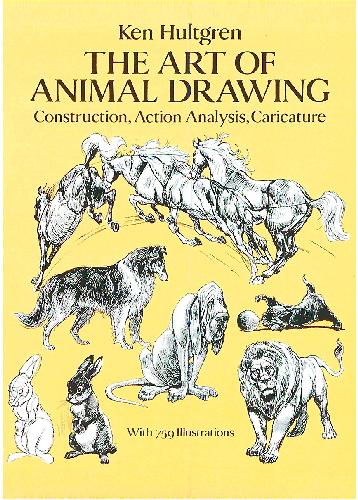 Ken Hultgren
THE ART OF
ANIMAL DRAWING
Construction, Action Analysis, Caricature
With 759 Illustrations